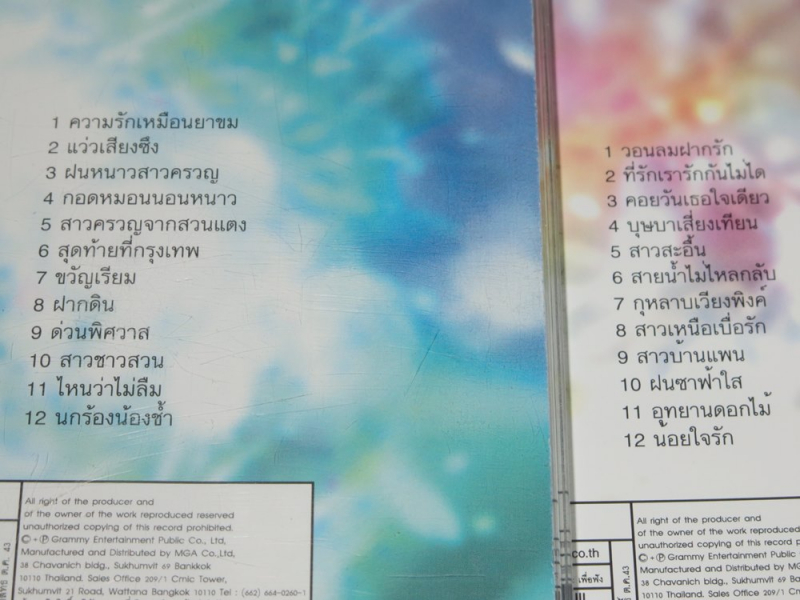 1 ความรักเหมือนยาขม
2 แว่วเสียงซึง
3 ฝนหนาวสาวครวญ
4 กอดหมอนนอนหนาว
5 สาวครวญจากสวนแตง
6 สุดท้ายที่กรุงเทพ
7 ขวัญเรียม
8 ฝากดิน
9 ด่วนพิศวาส
10 สาวชาวสวน
11 ไหนว่าไม่ลืม
12 นกร้องน้องช้ำ
All right of the producer and
of the owner of the work reproduced reserved
unauthorized copying of this record prohibited.
© + ℗ Grammy Entertainment Public Co., Ltd,
Manufactured and Distributed by MGA Co.,Ltd,
38 Chavanich bidg., Sukhumvit 69 Bankkok
10110 Thailand. Sales Office 209/1 Cmic Tower,
Sukhumvit 21 Road, Wattana Bangkok 10110 Tel : (662) 664-0260-1
ส.ค. 43
1 วอนลมฝากรัก
2 ที่รักเรารักกันไม่ได้
3 คอยวันเธอใจเดียว
4 บุษบาเสี่ยงเทียน
5 สาวสะอื้น
6 สายน้ำไม่ไหลกลับ
7 กุหลาบเวียงพิงค์
8 สาวเหนือเบื่อรัก
9 สาวบ้านแพน
10 ฝนซาฟ้าใส
11 อุทยานดอกไม้
12 น้อยใจรัก
co.th
เพื่อฟัง
ส.ค. 43
All right of the producer and
of the owner of the work reproduced
unauthorized copying of this record p
© + ℗ Grammy Entertainment Public
Manufactured and Distributed by MGA
38 Chavanich bidg., Sukhumvit 69 Ba
10110 Thailand. Sales Office 209/1 C